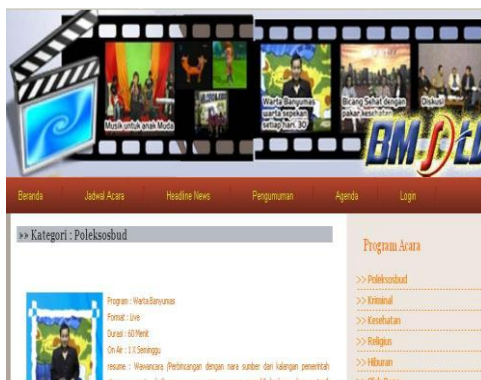 Musik untuk anak Muda
Warta Banyumas
warta sepekan
setiap hari. 30
Bicang Sehat dengan
pakar kesehatan
Diskusi
BMS
Beranda Jadwal Acara Headline News Pengumuman Agenda Login
>> Kategori : Poleksosbud
Program Acara
>> Poleksosbud
>> Kriminal
>> Kesehatan
>> Religius
>> Hiburan
Program : Warta Banyumas
Format : Live
Durasi : 60 Menit
On Air : 1 X Seminggu
resume : Wawancara /Perbincangan dengan nara sumber dari kalangan pemerintah